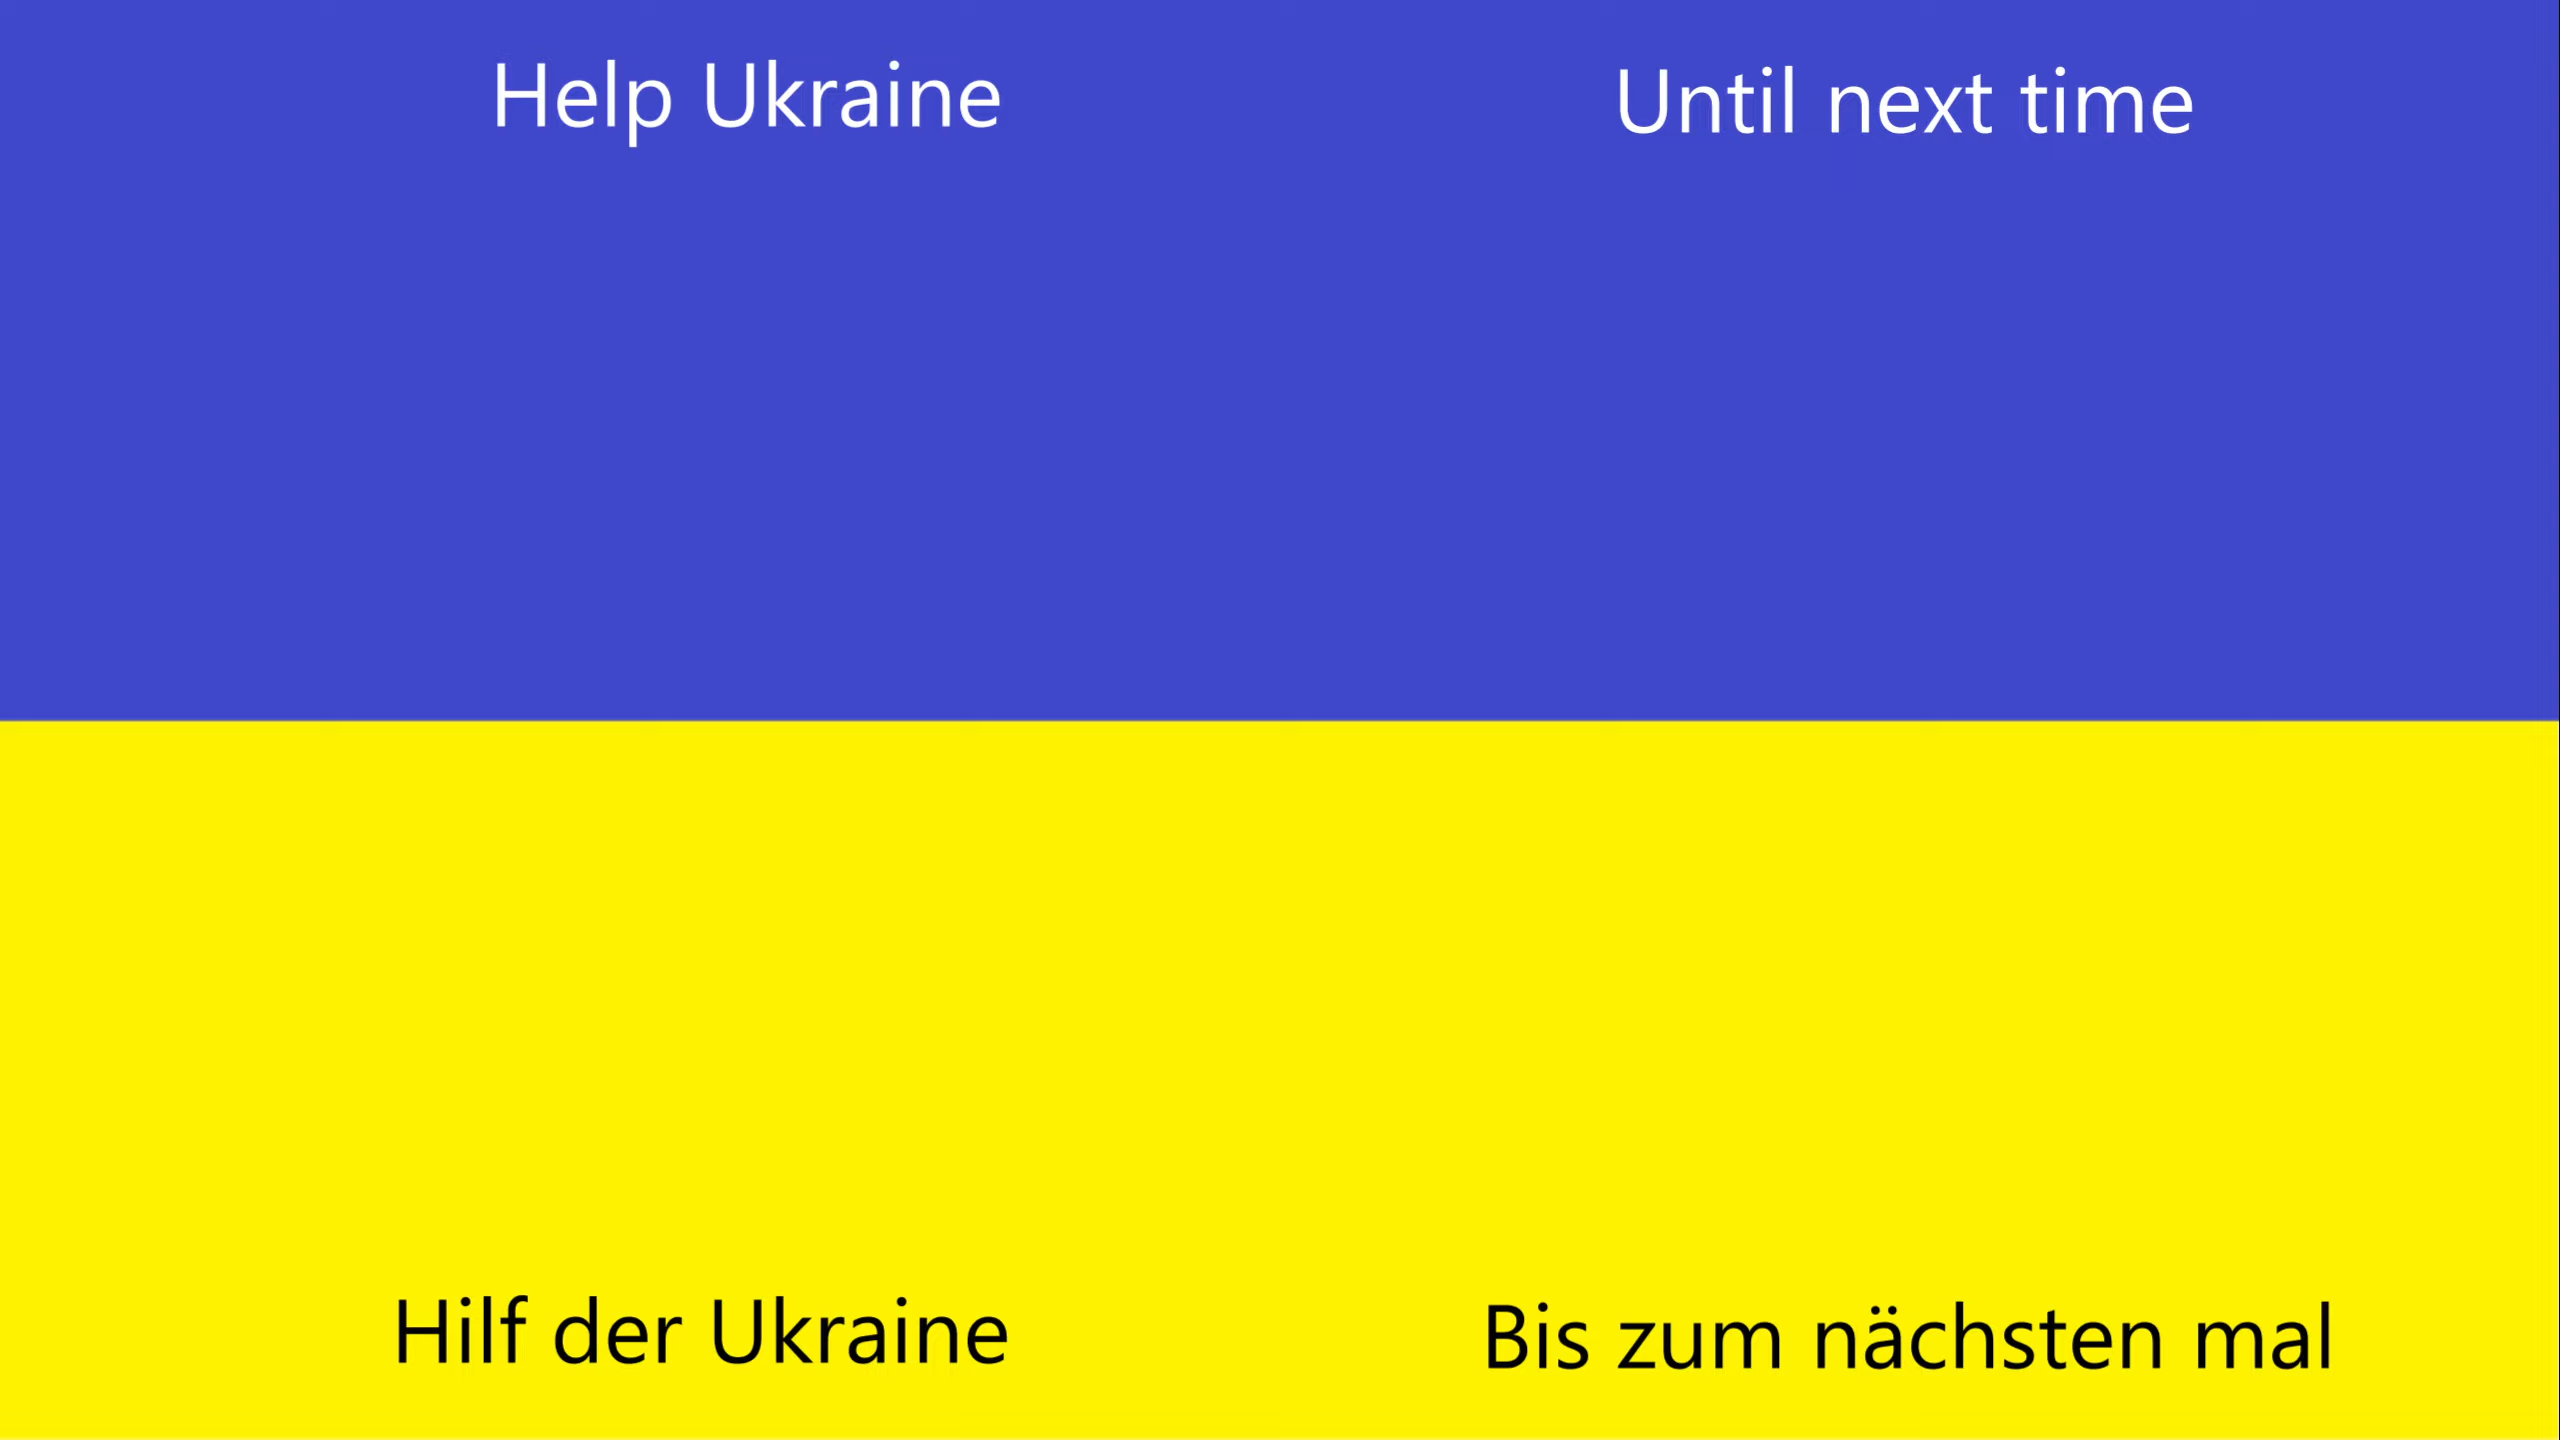 Help Ukraine
Until next time
Hilf der Ukraine
Bis zum nächsten mal